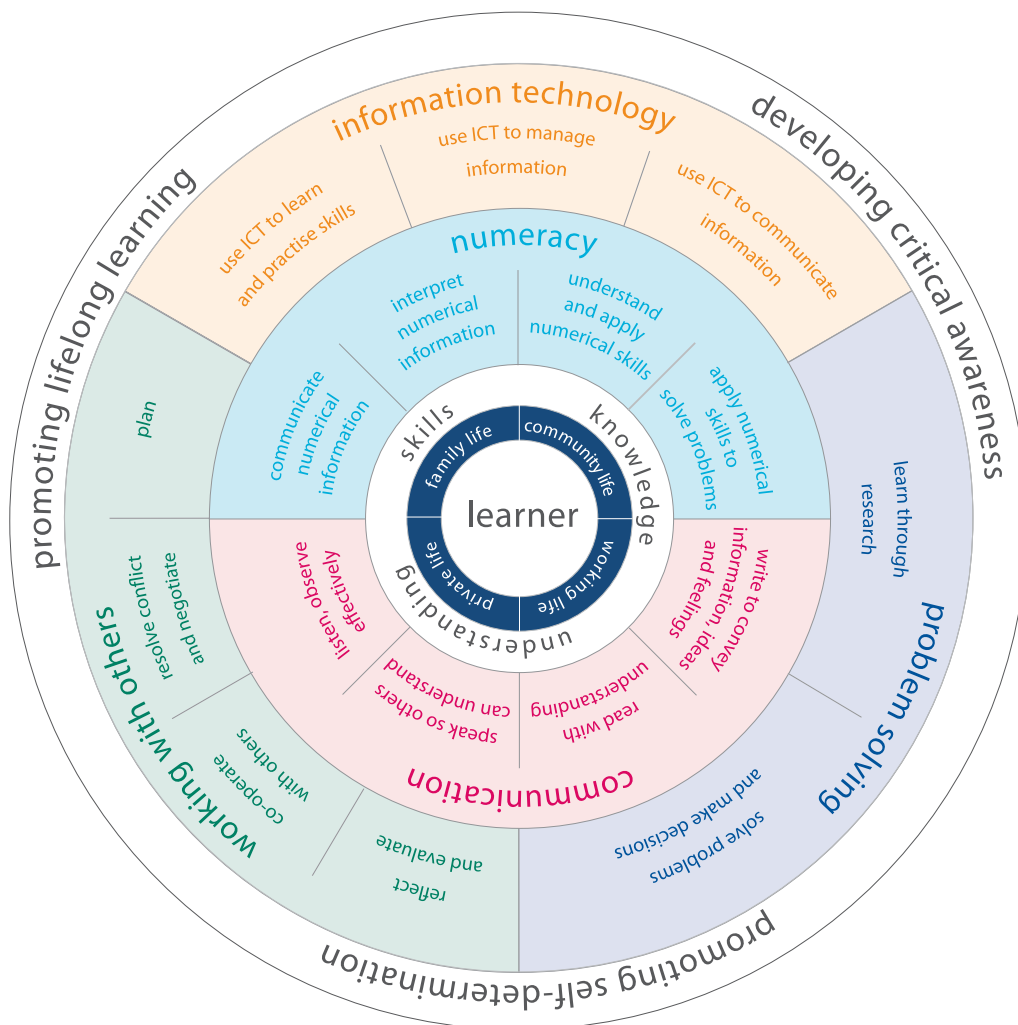 promoting lifelong learning
developing critical awareness
promoting self-determination
information technology
use ICT to learn
and practise skills
use ICT to manage
information
use ICT to communicate
information
problem solving
learn through
research
solve problems
and make decisions
working with others
plan
resolve conflict
and negotiate
co-operate
with others
reflect
and evaluate
numeracy
communicate
numerical
information
interpret
numerical
information
understand
and apply
numerical skills
apply numerical
skills to
solve problems
communication
listen, observe
effectively
speak so others
can understand
read with
understanding
write to convey
information, ideas
and feelings
skills
knowledge
understanding
family life
community life
working life
private life
learner